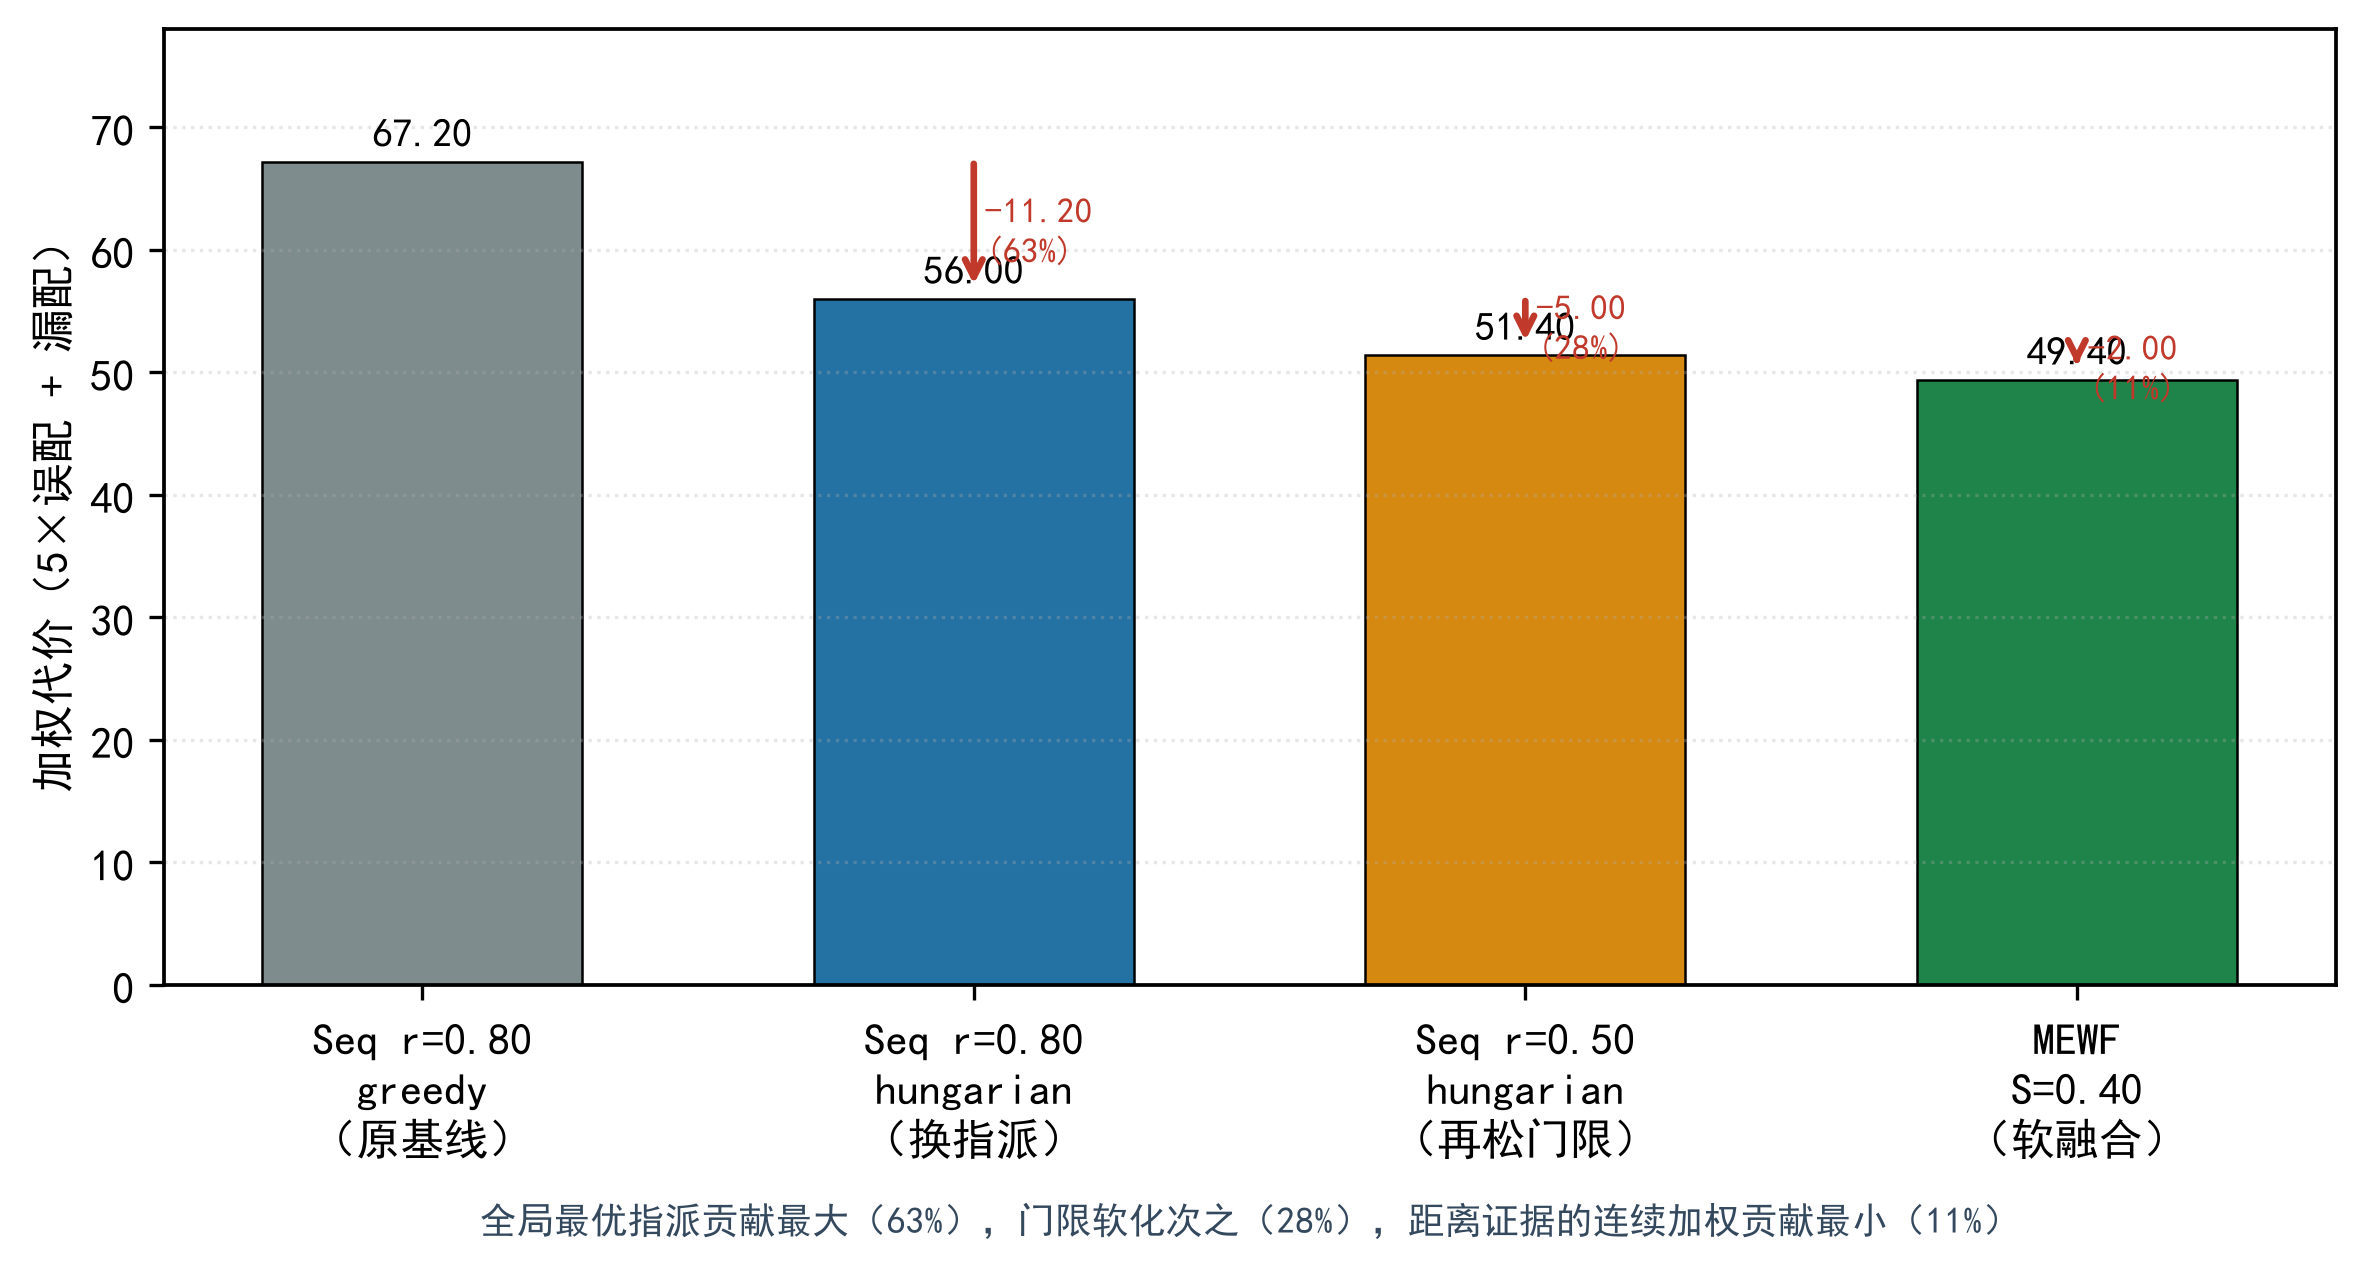 加权代价（5×误配 + 漏配）
70
60
50
40
30
20
10
0
67.20
-11.20
(63%)
56.00
-5.00
(28%)
51.40
-2.00
(11%)
49.40
Seq r=0.80
greedy
（原基线）
Seq r=0.80
hungarian
（换指派）
Seq r=0.50
hungarian
（再松门限）
MEWF
S=0.40
（软融合）
全局最优指派贡献最大（63%），门限软化次之（28%），距离证据的连续加权贡献最小（11%）